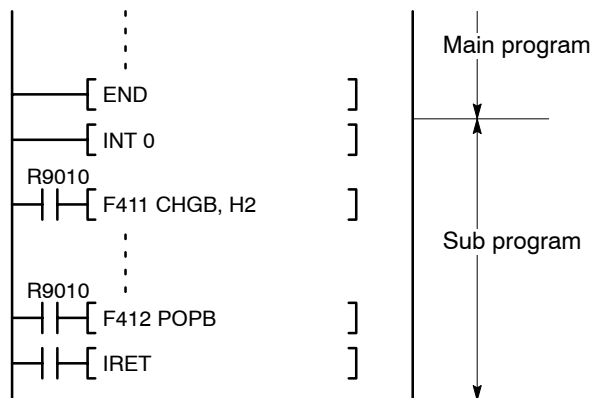 Main program
END
INT 0
R9010
F411 CHGB, H2
Sub program
R9010
F412 POPB
IRET